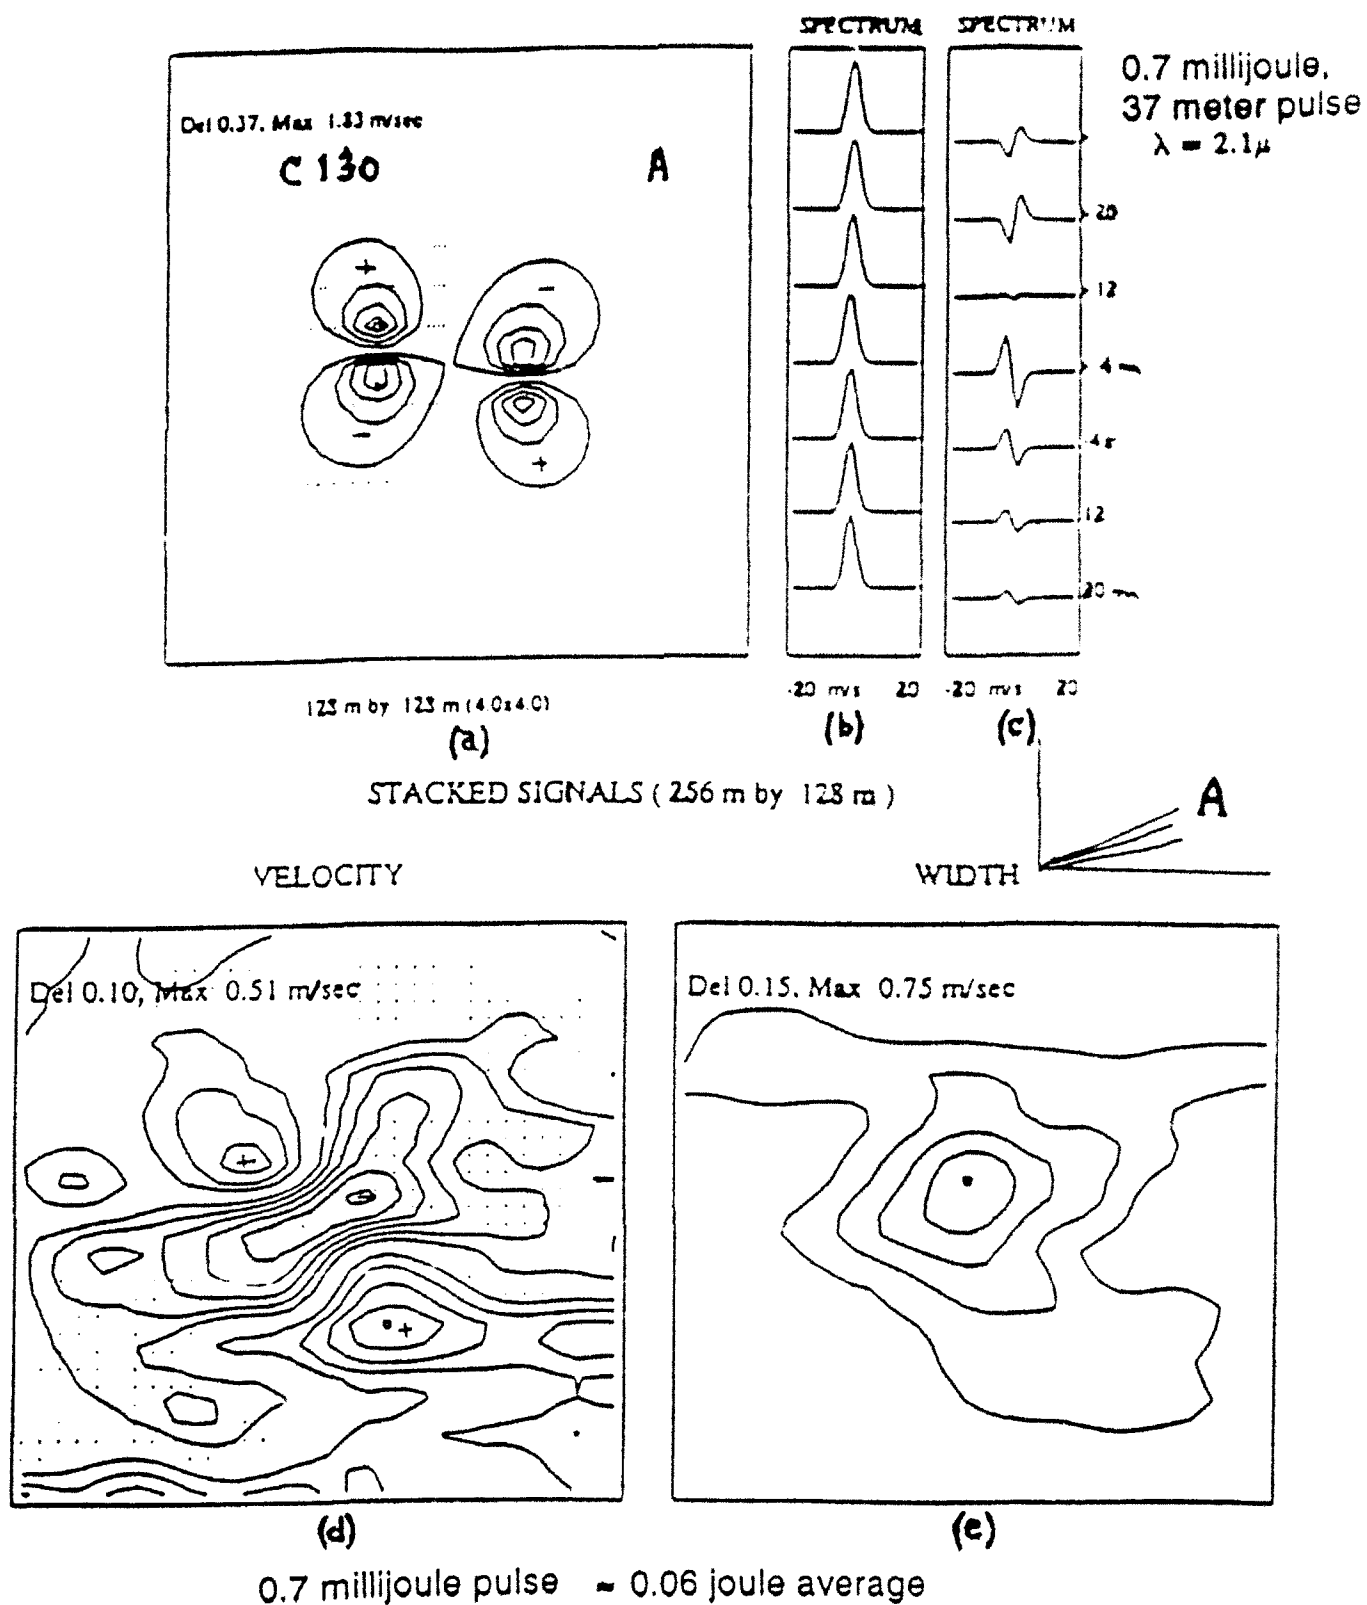 SPECTRUM SPECTRUM
0.7 millijoule,
37 meter pulse
λ = 2.1μ
Del 0.37, Max 1.83 m/sec
C 130 A
+ -
- +
20
12
4 m
12
20 m
-20 m/s 20 -20 m/s 20
123 m by 123 m (4.0x4.0)
(a) (b) (c)
STACKED SIGNALS ( 256 m by 128 m )
A
VELOCITY WIDTH
Del 0.10, Max 0.51 m/sec
Del 0.15, Max 0.75 m/sec
+
+
(d) (e)
0.7 millijoule pulse ≈ 0.06 joule average